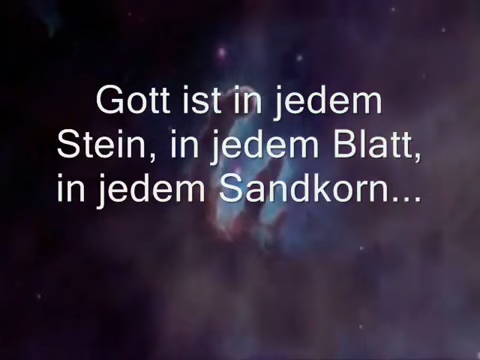 Gott ist in jedem
Stein, in jedem Blatt,
in jedem Sandkorn...